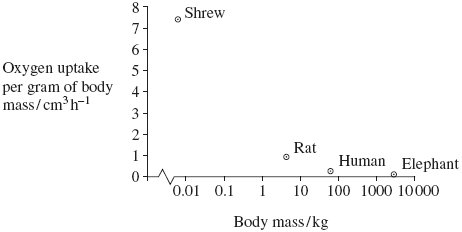 8
Shrew
7
6
Oxygen uptake
5
per gram of body
4
mass/cm³h⁻¹
3
2
Rat
1
Human
Elephant
0
0.01 0.1 1 10 100 1000 10000
Body mass/kg